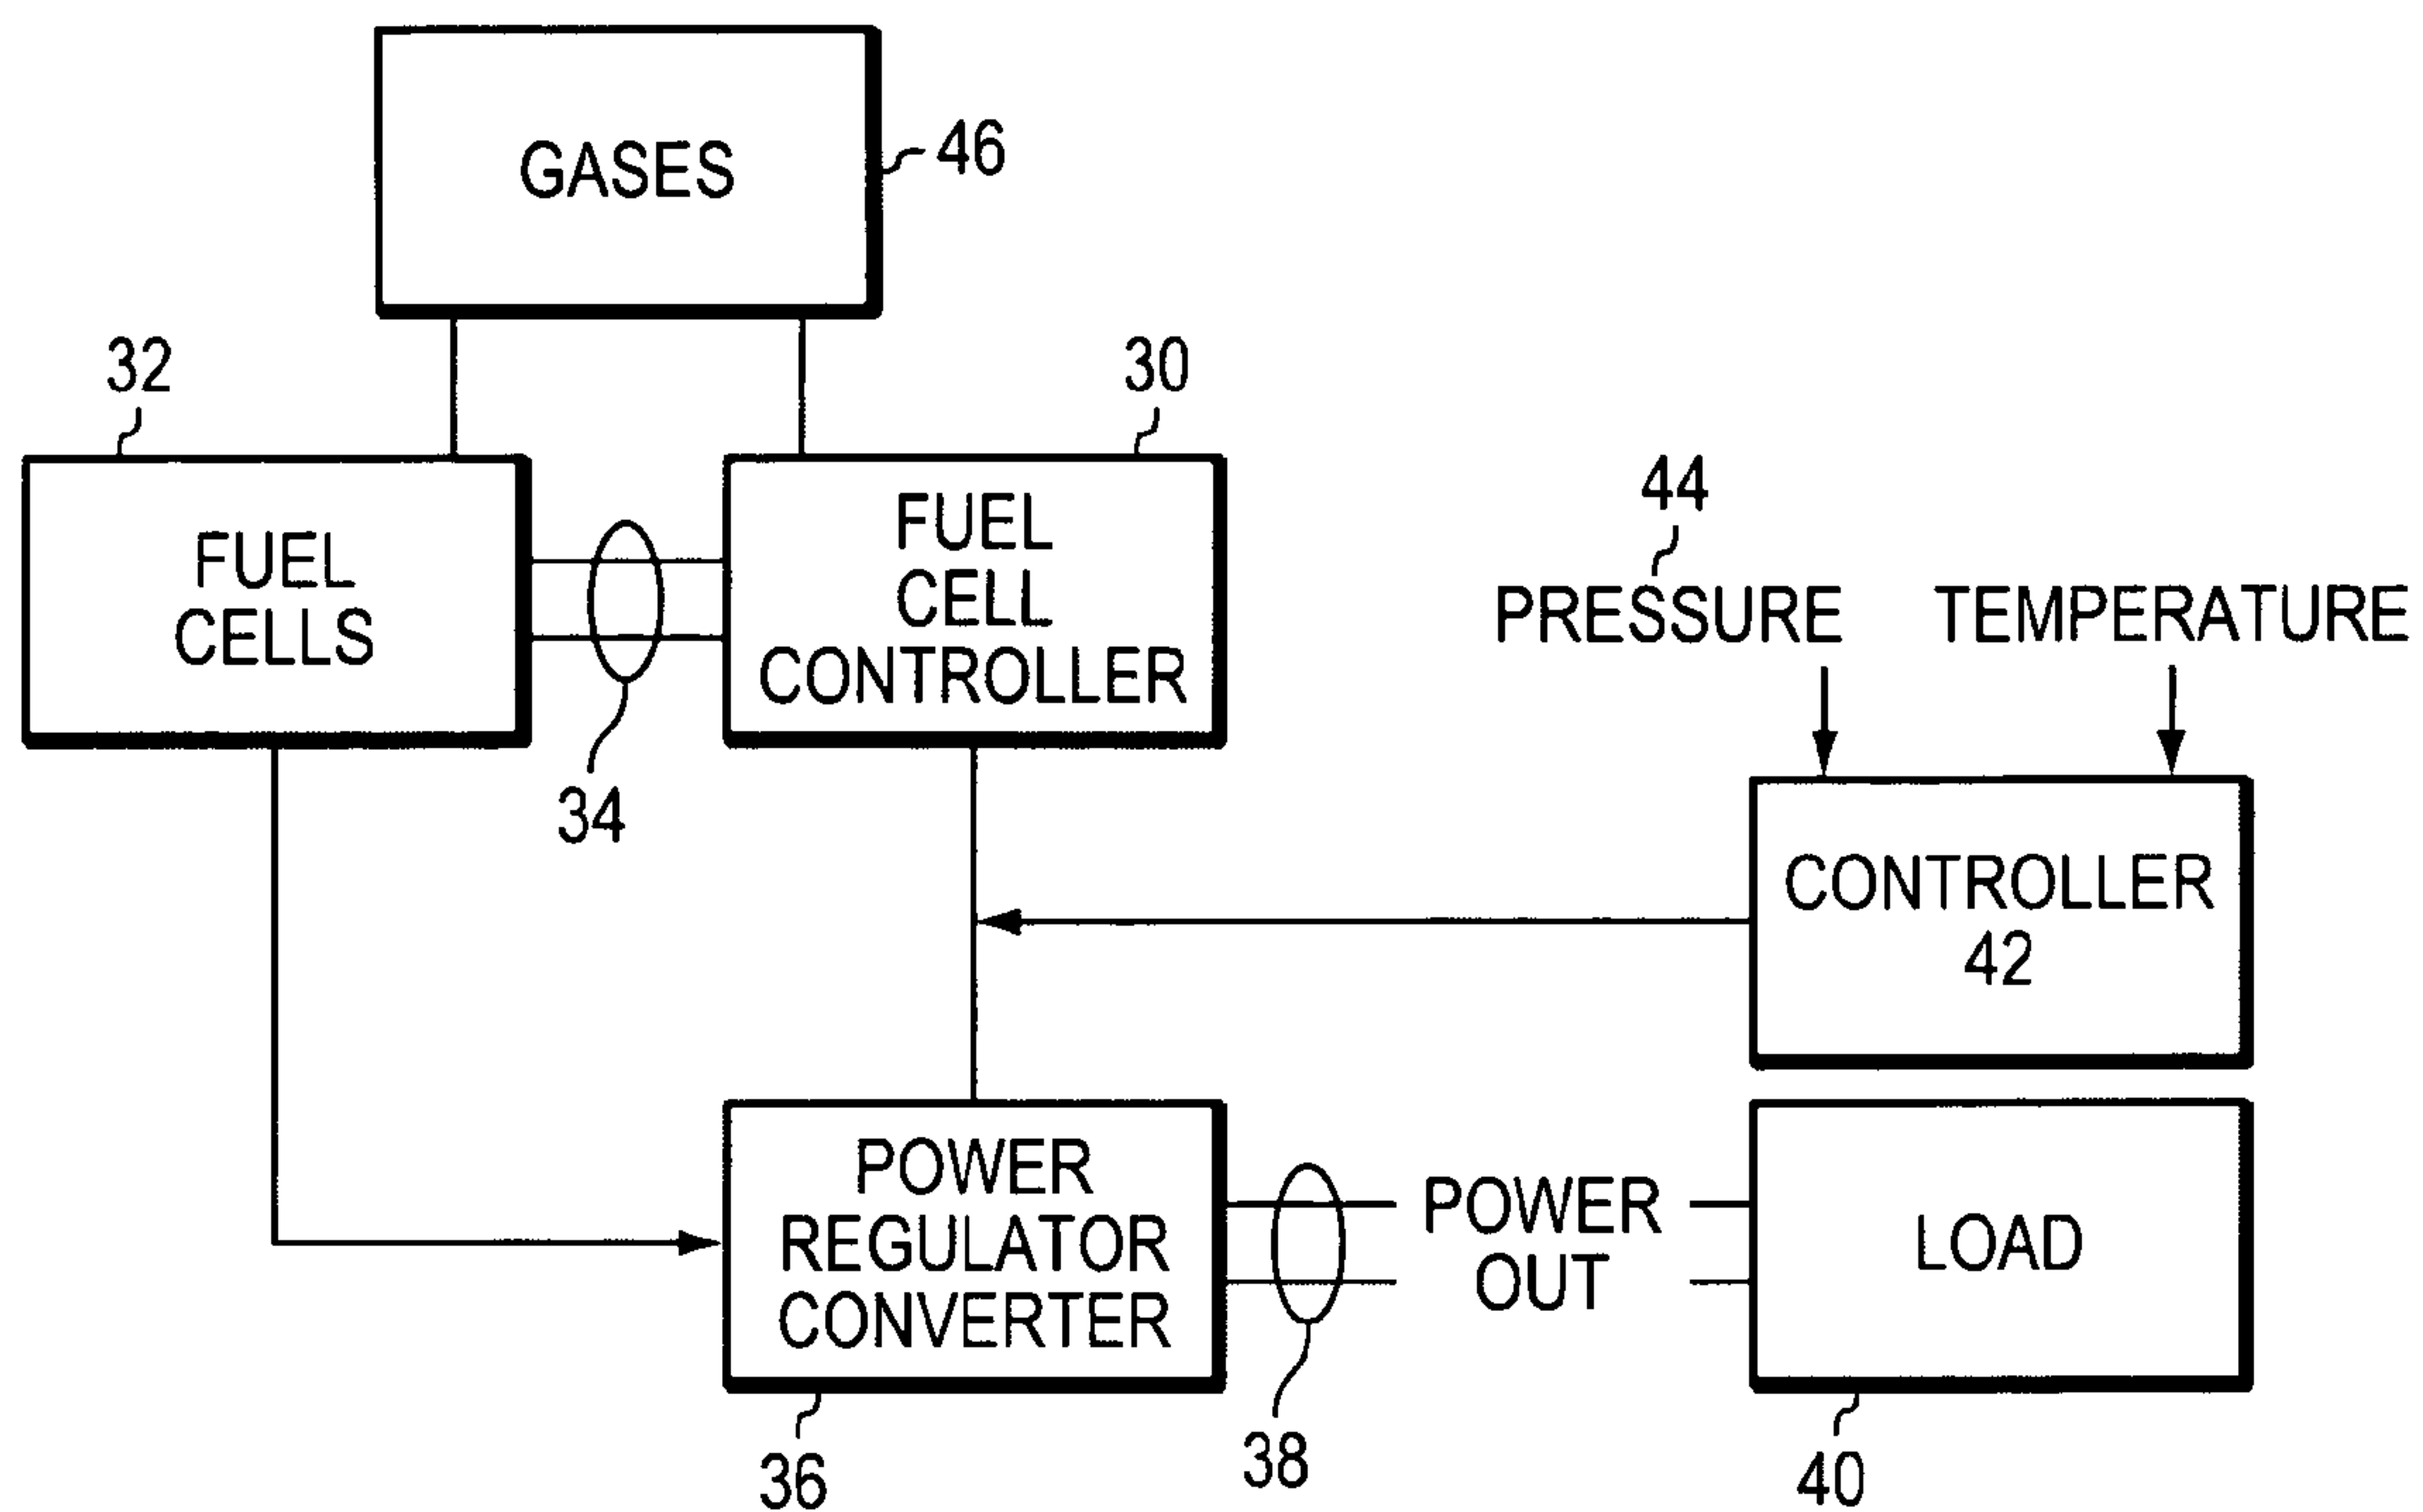 GASES
46
32
30
FUEL
CELLS
FUEL
CELL
CONTROLLER
34
44
PRESSURE
TEMPERATURE
CONTROLLER
42
POWER
REGULATOR
CONVERTER
36
38
POWER
OUT
LOAD
40